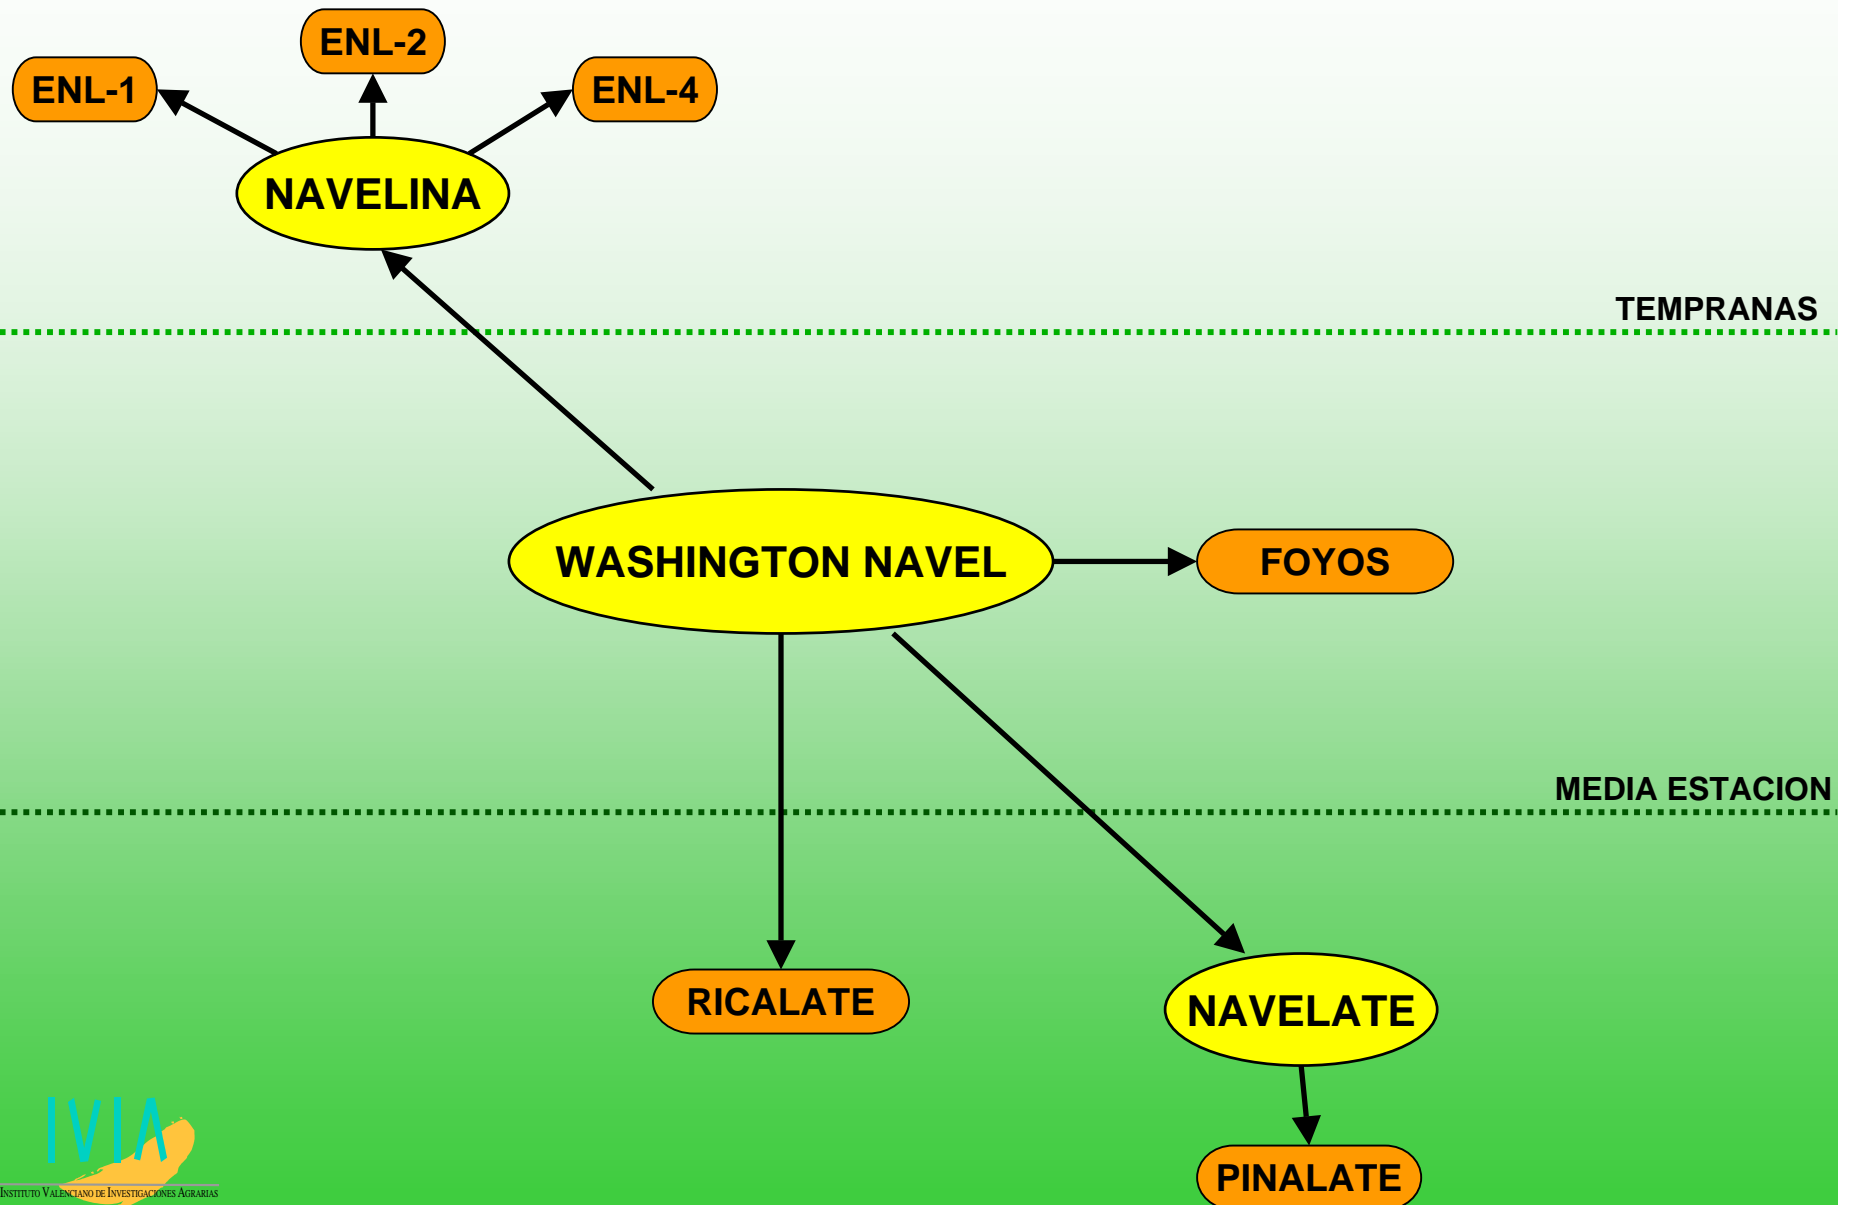 ENL-2
ENL-1
ENL-4
NAVELINA
TEMPRANAS
WASHINGTON NAVEL
FOYOS
MEDIA ESTACION
RICALATE
NAVELATE
PINALATE
IVIA
INSTITUTO VALENCIANO DE INVESTIGACIONES AGRARIAS